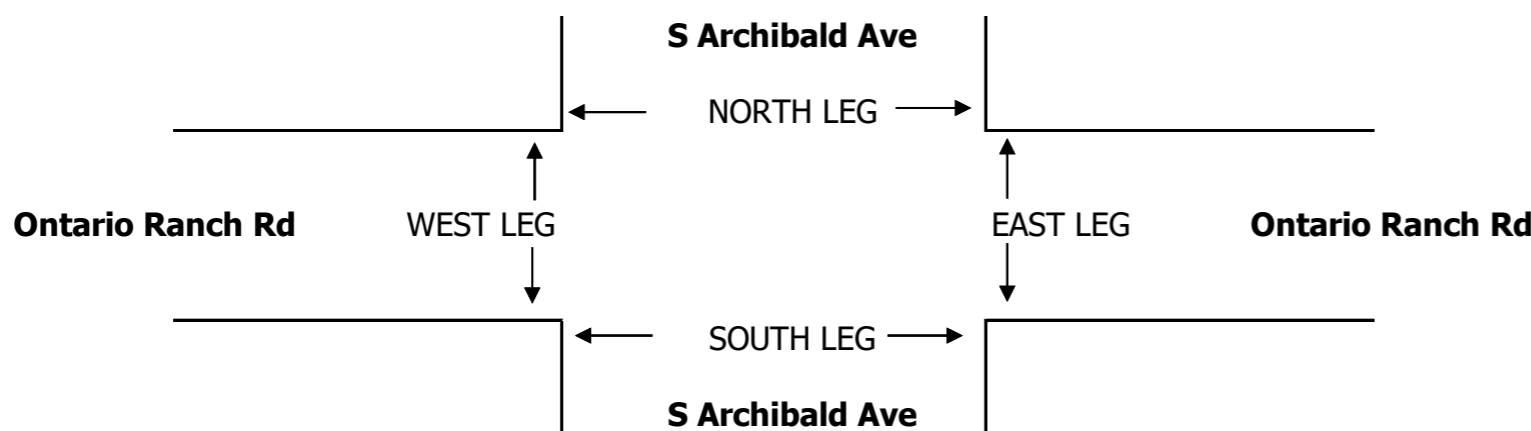 S Archibald Ave
NORTH LEG
Ontario Ranch Rd WEST LEG EAST LEG Ontario Ranch Rd
SOUTH LEG
S Archibald Ave